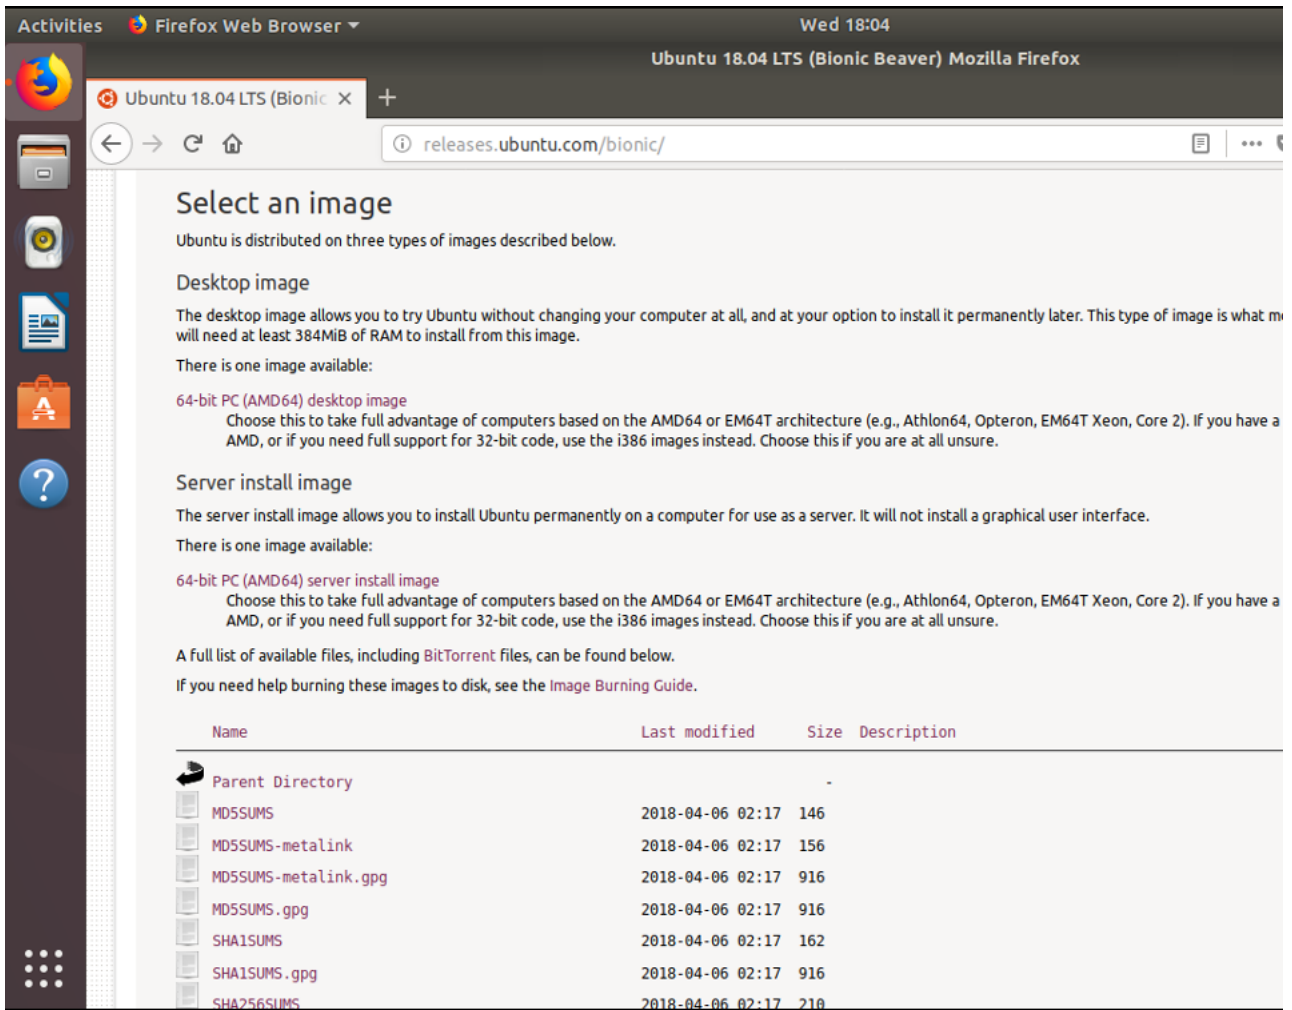 Activities Firefox Web Browser Wed 18:04
Ubuntu 18.04 LTS (Bionic Beaver) Mozilla Firefox
Ubuntu 18.04 LTS (Bionic
releases.ubuntu.com/bionic/
Select an image
Ubuntu is distributed on three types of images described below.
Desktop image
The desktop image allows you to try Ubuntu without changing your computer at all, and at your option to install it permanently later. This type of image is what
will need at least 384MiB of RAM to install from this image.
There is one image available:
64-bit PC (AMD64) desktop image
Choose this to take full advantage of computers based on the AMD64 or EM64T architecture (e.g., Athlon64, Opteron, EM64T Xeon, Core 2). If you have a
AMD, or if you need full support for 32-bit code, use the i386 images instead. Choose this if you are at all unsure.
Server install image
The server install image allows you to install Ubuntu permanently on a computer for use as a server. It will not install a graphical user interface.
There is one image available:
64-bit PC (AMD64) server install image
Choose this to take full advantage of computers based on the AMD64 or EM64T architecture (e.g., Athlon64, Opteron, EM64T Xeon, Core 2). If you have a
AMD, or if you need full support for 32-bit code, use the i386 images instead. Choose this if you are at all unsure.
A full list of available files, including BitTorrent files, can be found below.
If you need help burning these images to disk, see the Image Burning Guide.
Name Last modified Size Description
Parent Directory -
MD5SUMS 2018-04-06 02:17 146
MD5SUMS-metalink 2018-04-06 02:17 156
MD5SUMS-metalink.gpg 2018-04-06 02:17 916
MD5SUMS.gpg 2018-04-06 02:17 916
SHA1SUMS 2018-04-06 02:17 162
SHA1SUMS.gpg 2018-04-06 02:17 916
SHA256SUMS 2018-04-06 02:17 210